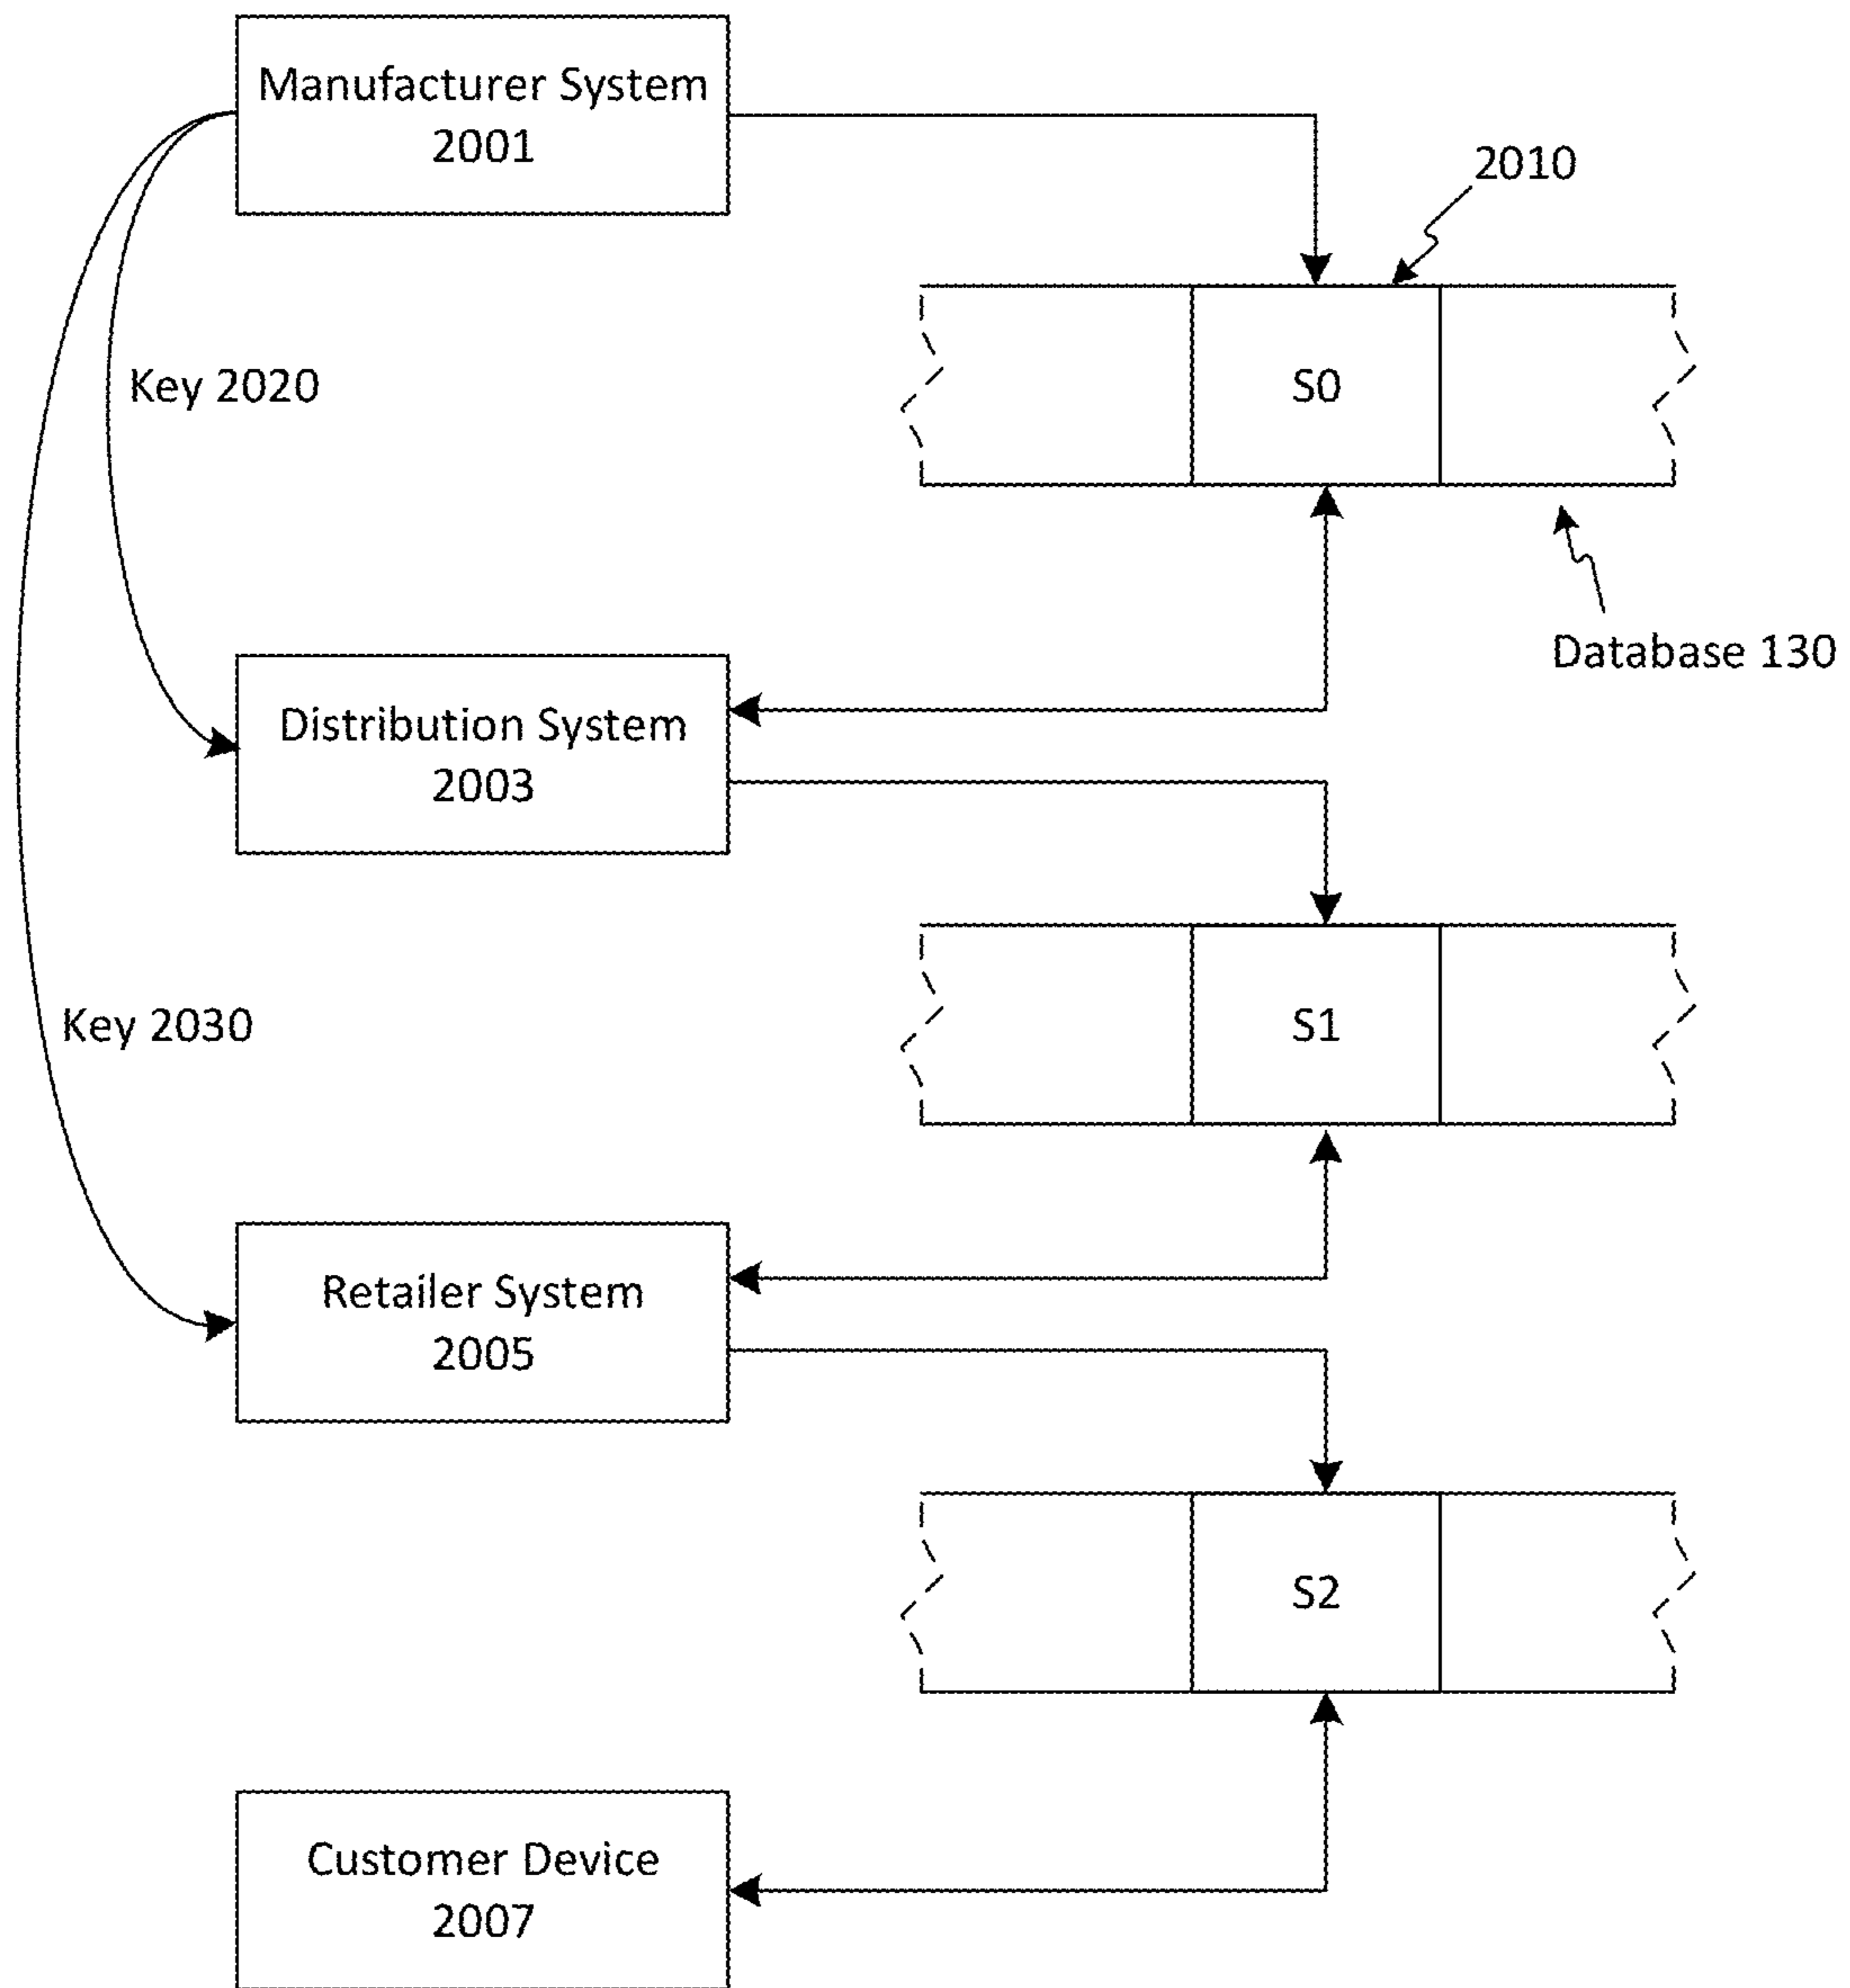 Manufacturer System
2001
2010
Key 2020
S0
Database 130
Distribution System
2003
Key 2030
S1
Retailer System
2005
S2
Customer Device
2007